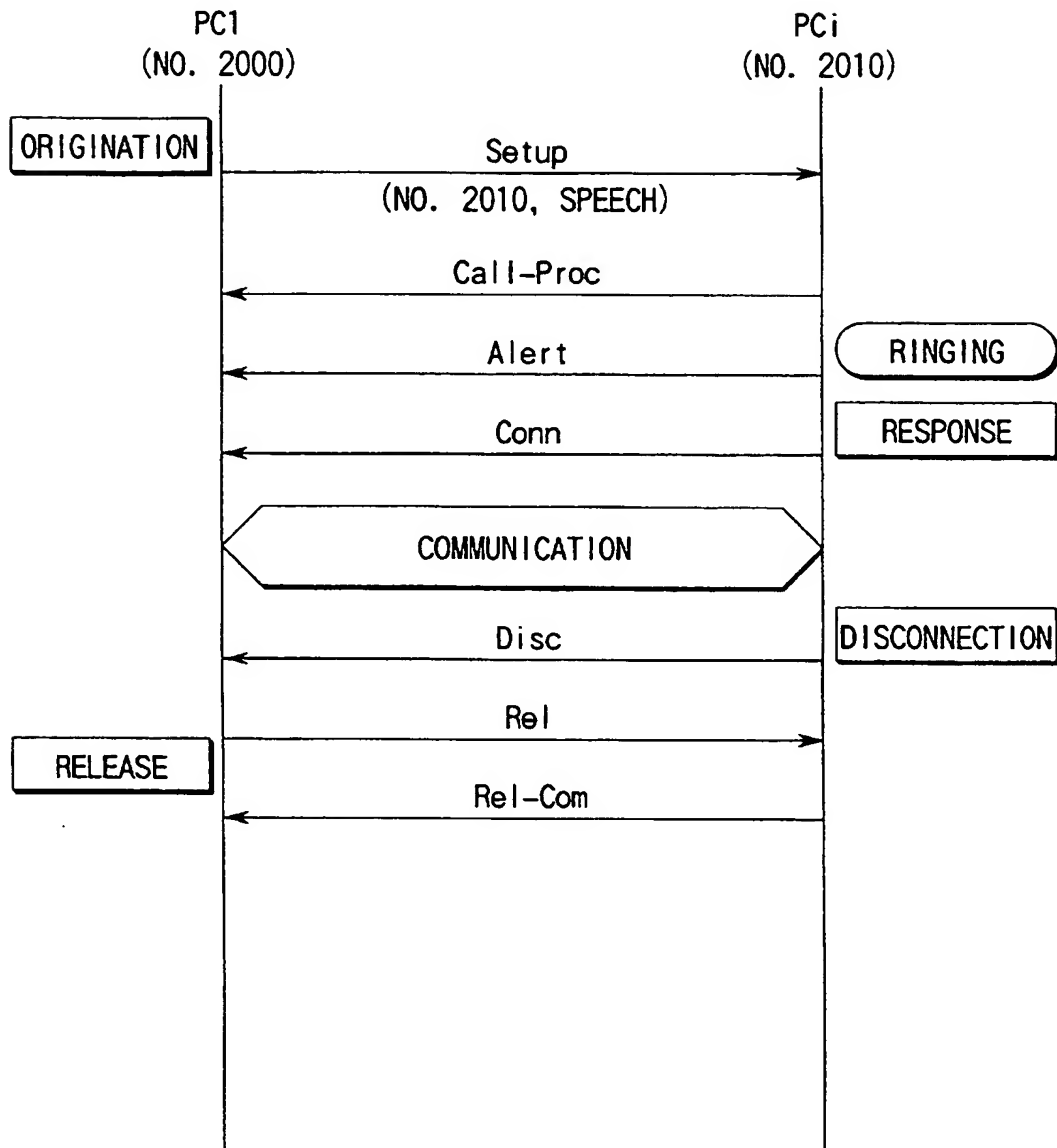 PC1
(NO. 2000)
PCi
(NO. 2010)
ORIGINATION
Setup
(NO. 2010, SPEECH)
Call-Proc
Alert
RINGING
Conn
RESPONSE
COMMUNICATION
Disc
DISCONNECTION
Rel
RELEASE
Rel-Com